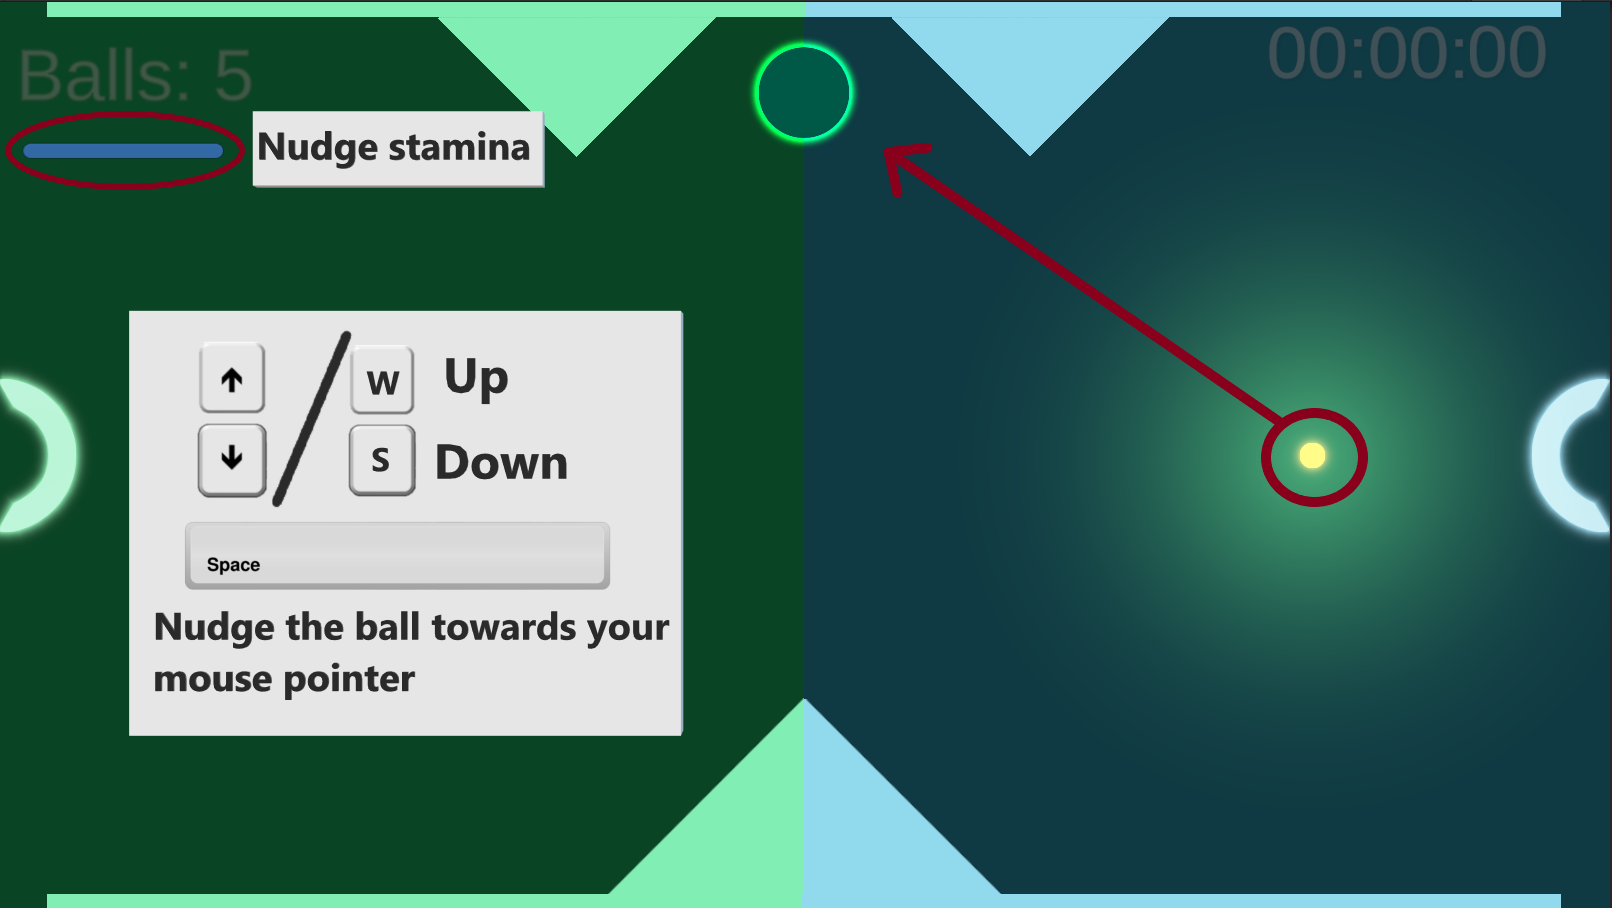 Balls: 5
00:00:00
Nudge stamina
↑ W Up
↓ S Down
Space
Nudge the ball towards your
mouse pointer